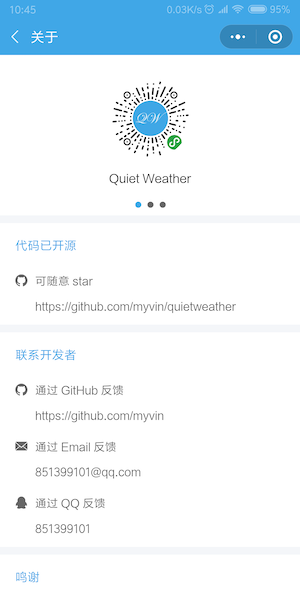 10:45
0.03K/s
95%
关于
QW
Quiet Weather
代码已开源
可随意 star
https://github.com/myvin/quietweather
联系开发者
通过 GitHub 反馈
https://github.com/myvin
通过 Email 反馈
851399101@qq.com
通过 QQ 反馈
851399101
鸣谢